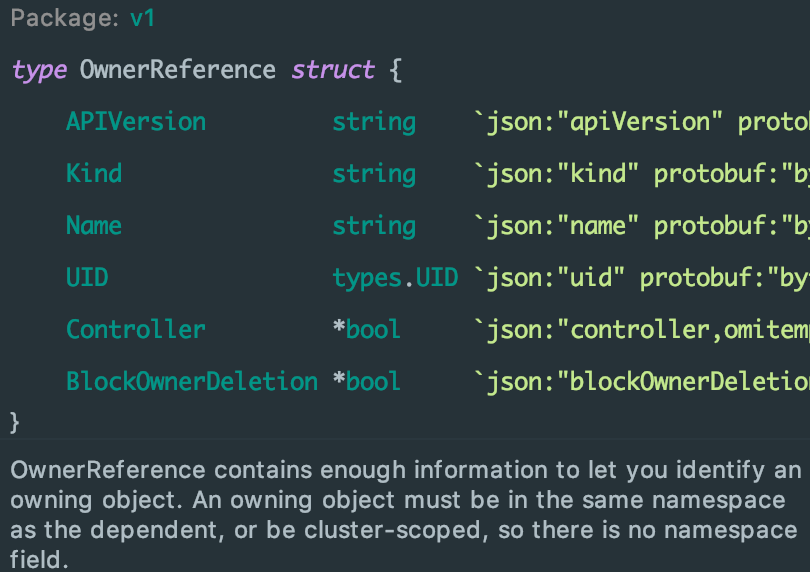 Package: v1
type OwnerReference struct {
APIVersion string `json:"apiVersion" proto
Kind string `json:"kind" protobuf:"by
Name string `json:"name" protobuf:"by
UID types.UID `json:"uid" protobuf:"by
Controller *bool `json:"controller,omitemp
BlockOwnerDeletion *bool `json:"blockOwnerDeletion
}
OwnerReference contains enough information to let you identify an
owning object. An owning object must be in the same namespace
as the dependent, or be cluster-scoped, so there is no namespace
field.